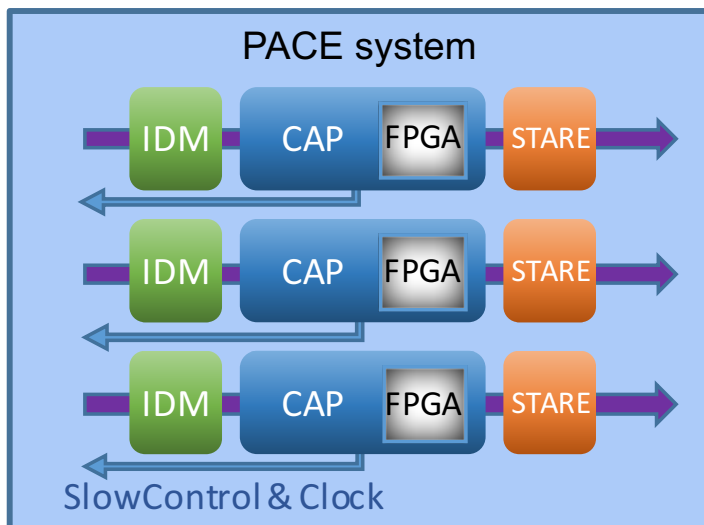 PACE system
IDM CAP FPGA STARE
IDM CAP FPGA STARE
IDM CAP FPGA STARE
SlowControl & Clock